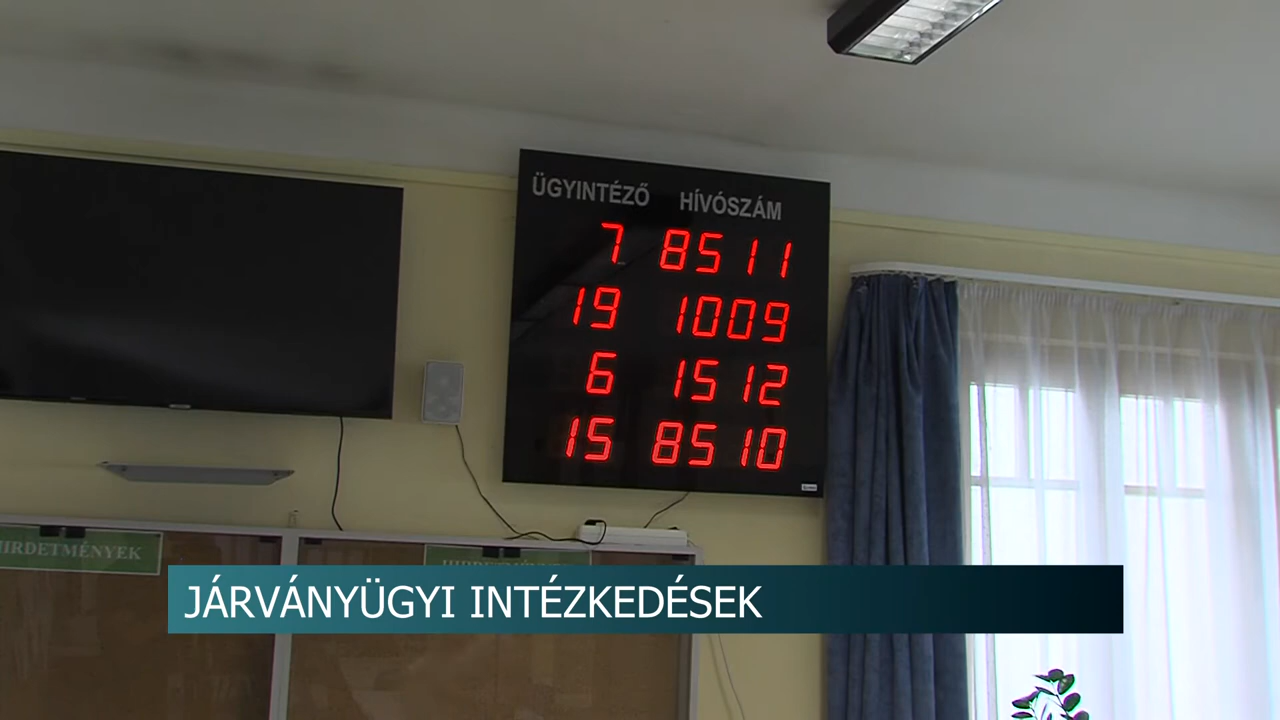 ÜGYINTÉZŐ HÍVÓSZÁM
7 8511
19 1009
6 1512
15 8510
HIRDETMÉNYEK
JÁRVÁNYÜGYI INTÉZKEDÉSEK